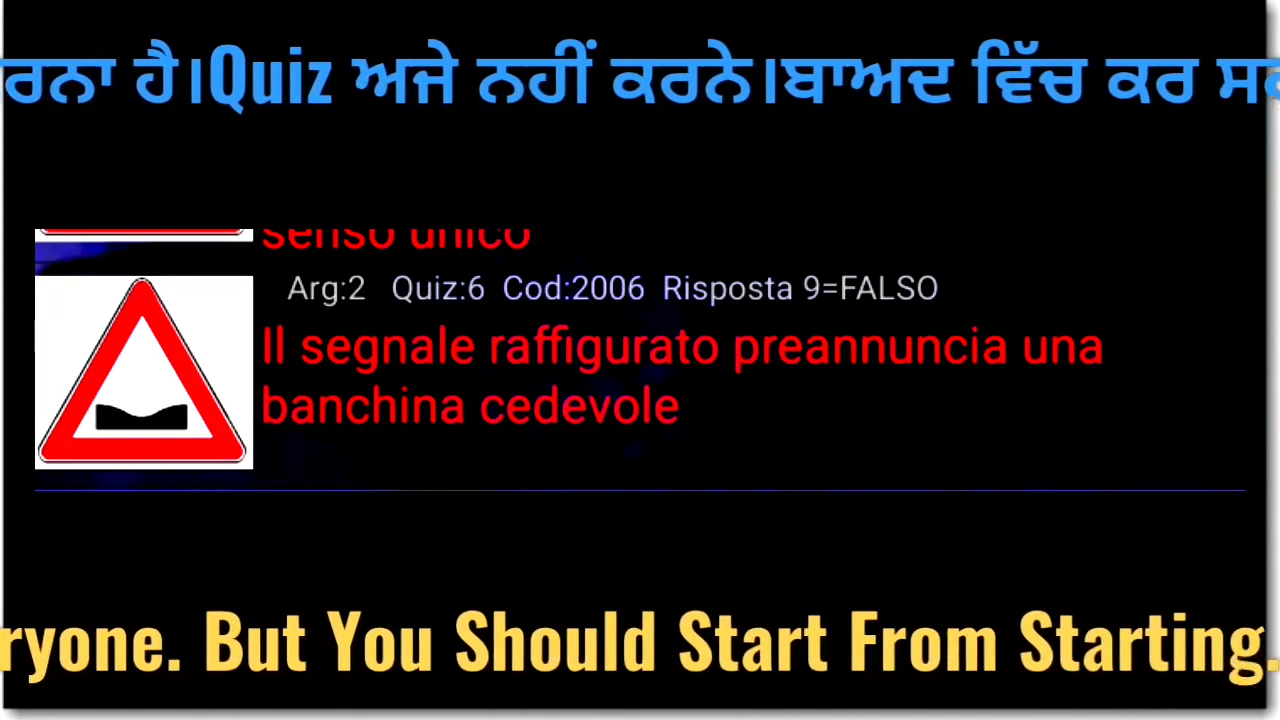 ਰਨਾ ਹੈ।Quiz ਅਜੇ ਨਹੀਂ ਕਰਨੇ।ਬਾਅਦ ਵਿੱਚ ਕਰ
senso unico
Arg:2 Quiz:6 Cod:2006 Risposta 9=FALSO
Il segnale raffigurato preannuncia una
banchina cedevole
ryone. But You Should Start From Starting.